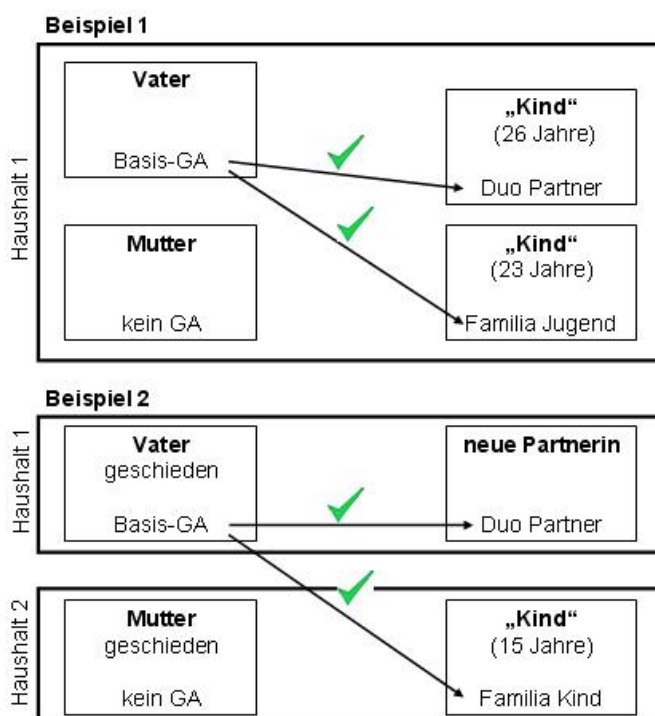 Beispiel 1
Haushalt 1
Vater
Basis-GA
„Kind“
(26 Jahre)
Duo Partner
Mutter
kein GA
„Kind“
(23 Jahre)
Familia Jugend
Beispiel 2
Haushalt 1
Vater
geschieden
Basis-GA
neue Partnerin
Duo Partner
Haushalt 2
Mutter
geschieden
kein GA
„Kind“
(15 Jahre)
Familia Kind